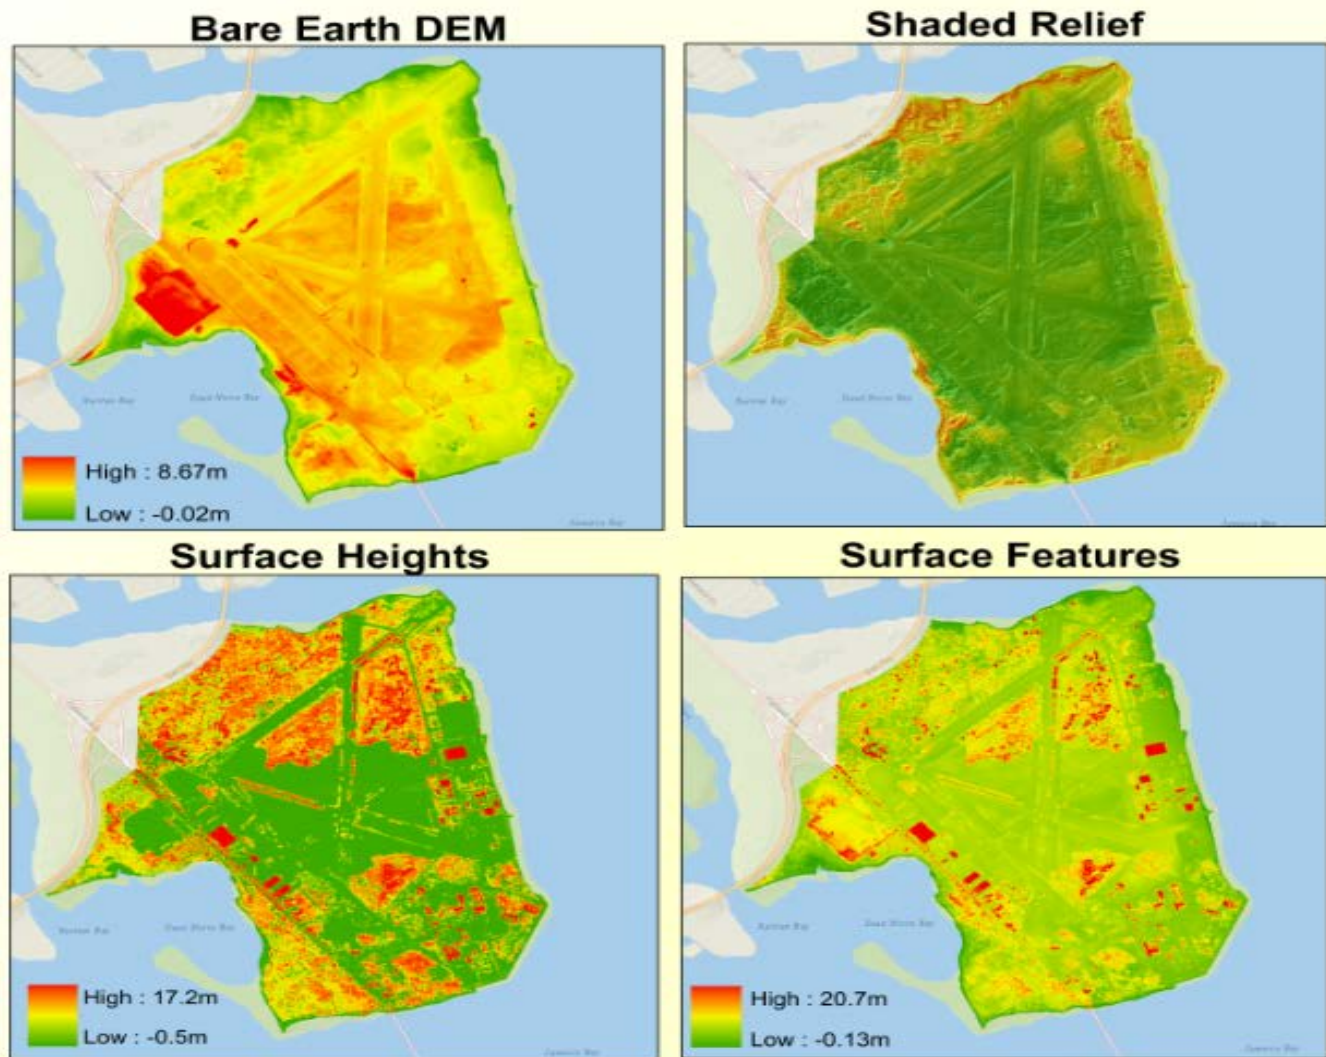 Bare Earth DEM
Shaded Relief
High : 8.67m
Low : -0.02m
Surface Heights
Surface Features
High : 17.2m
Low : -0.5m
High : 20.7m
Low : -0.13m